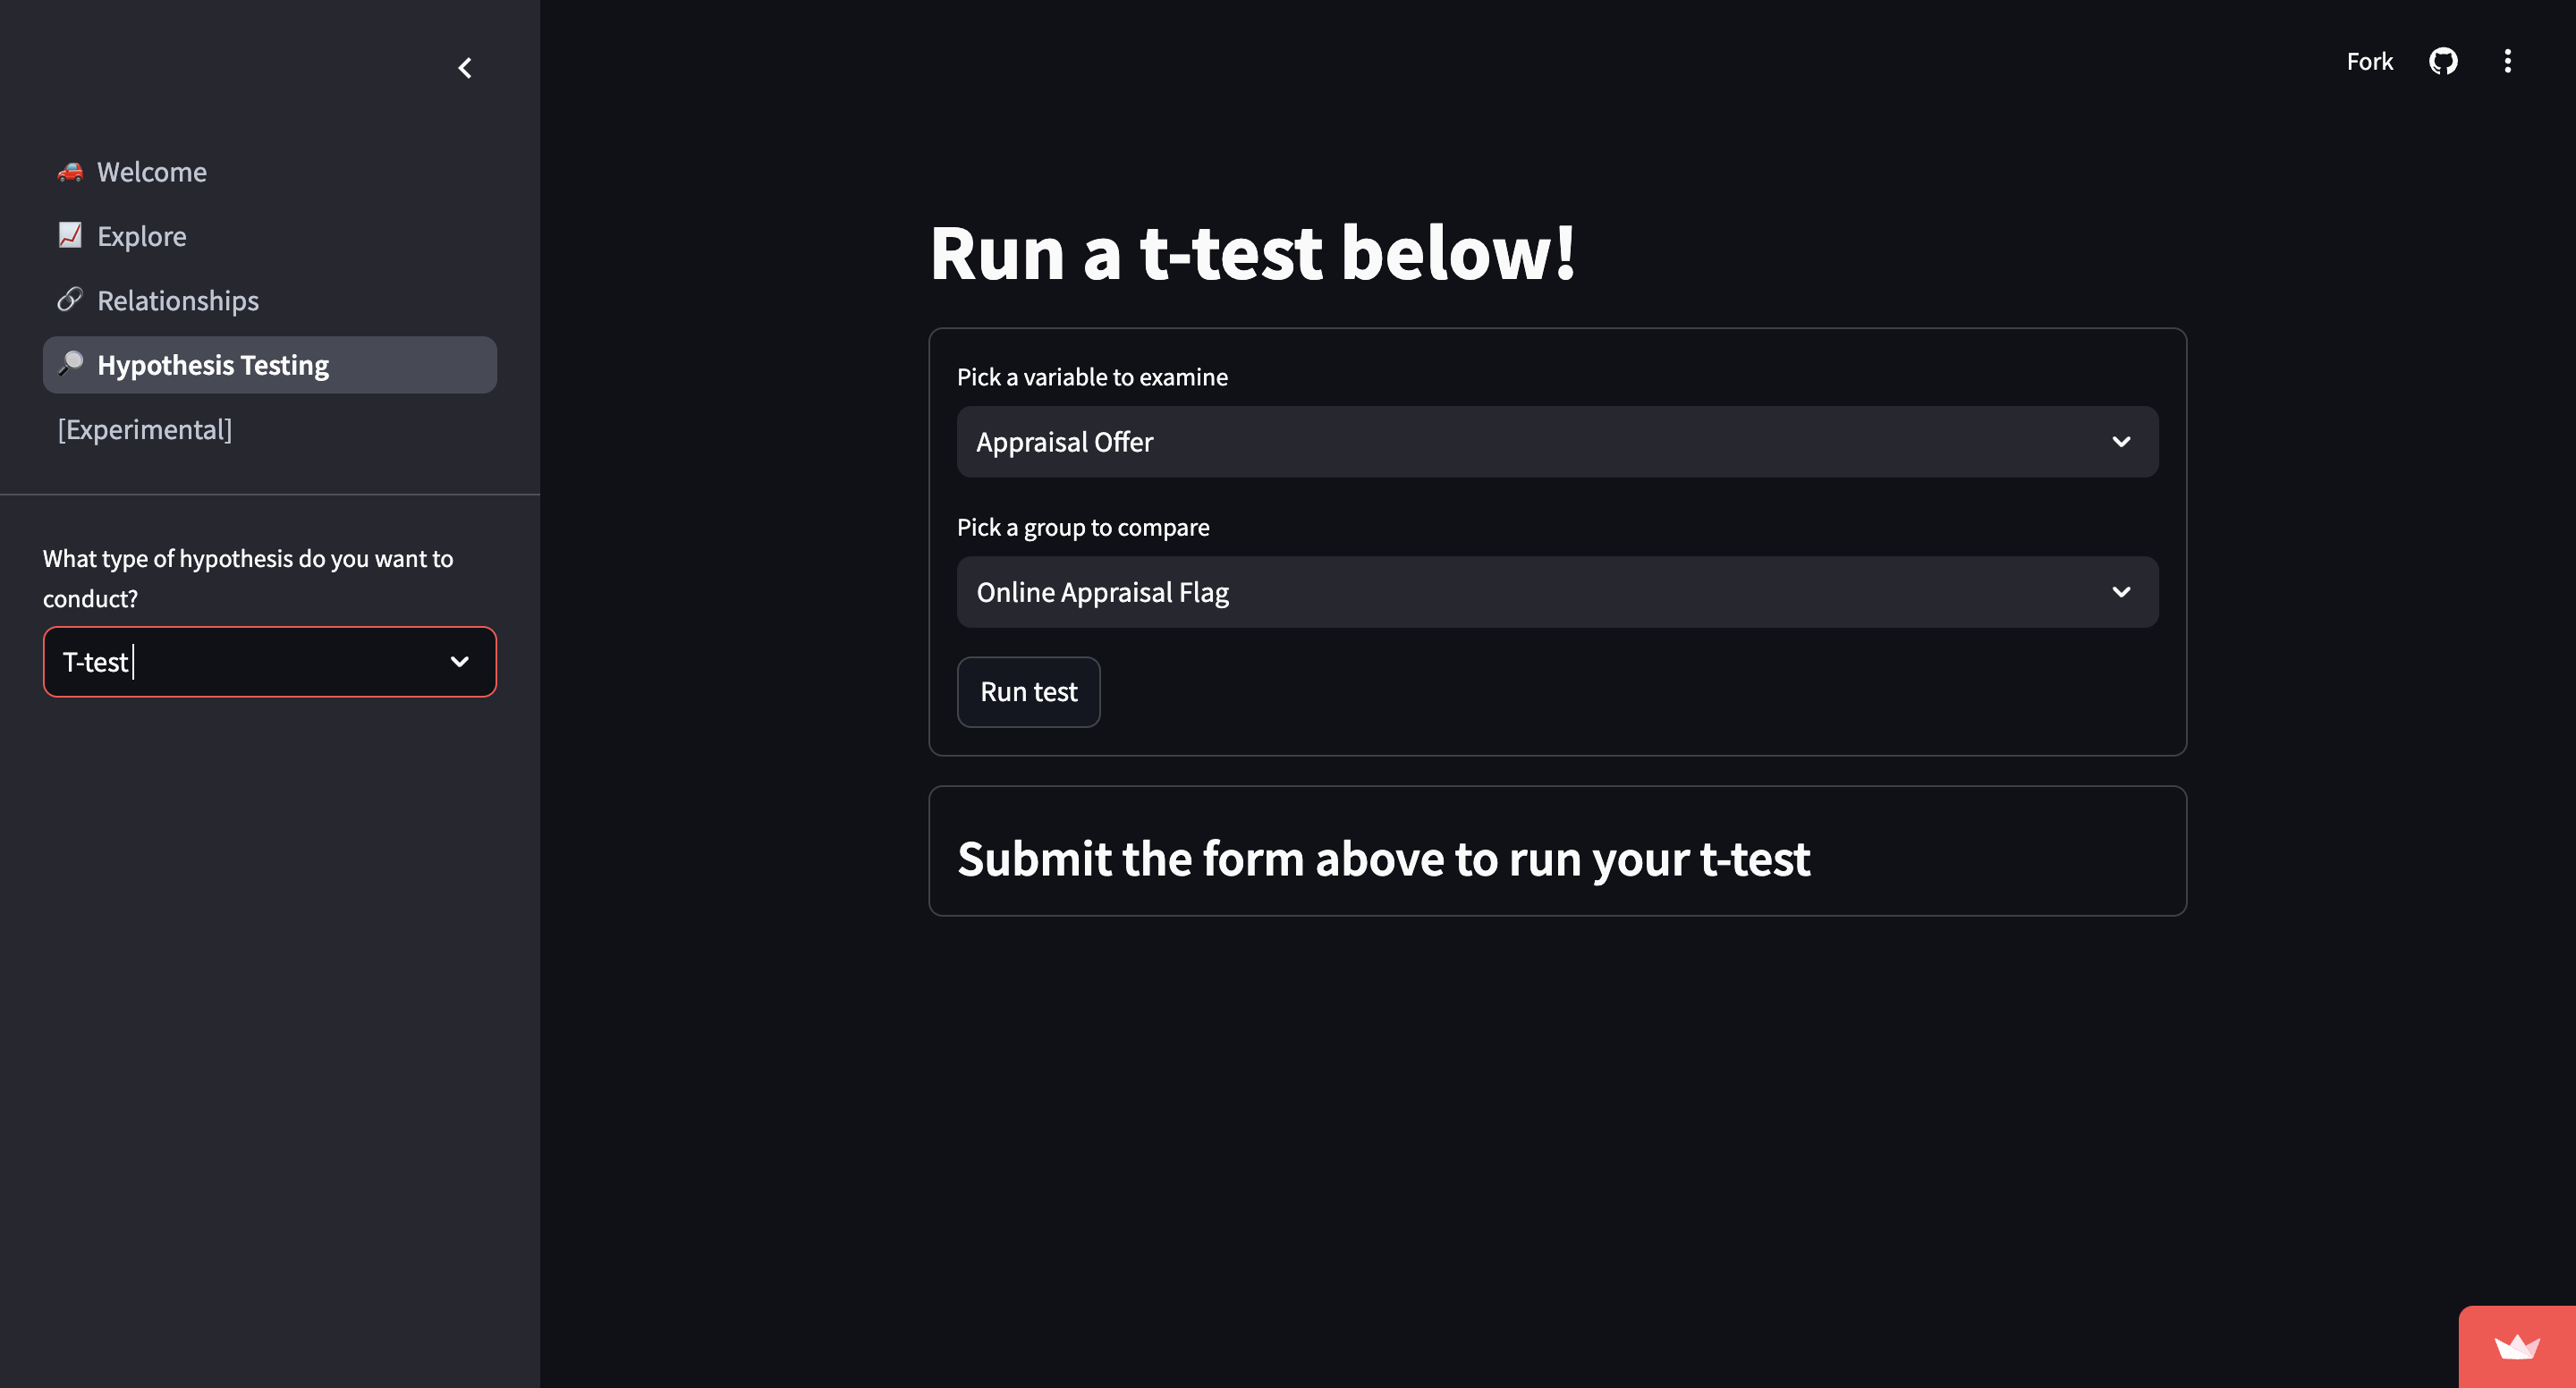 Fork
Welcome
Explore
Relationships
Hypothesis Testing
[Experimental]
What type of hypothesis do you want to
conduct?
T-test
Run a t-test below!
Pick a variable to examine
Appraisal Offer
Pick a group to compare
Online Appraisal Flag
Run test
Submit the form above to run your t-test